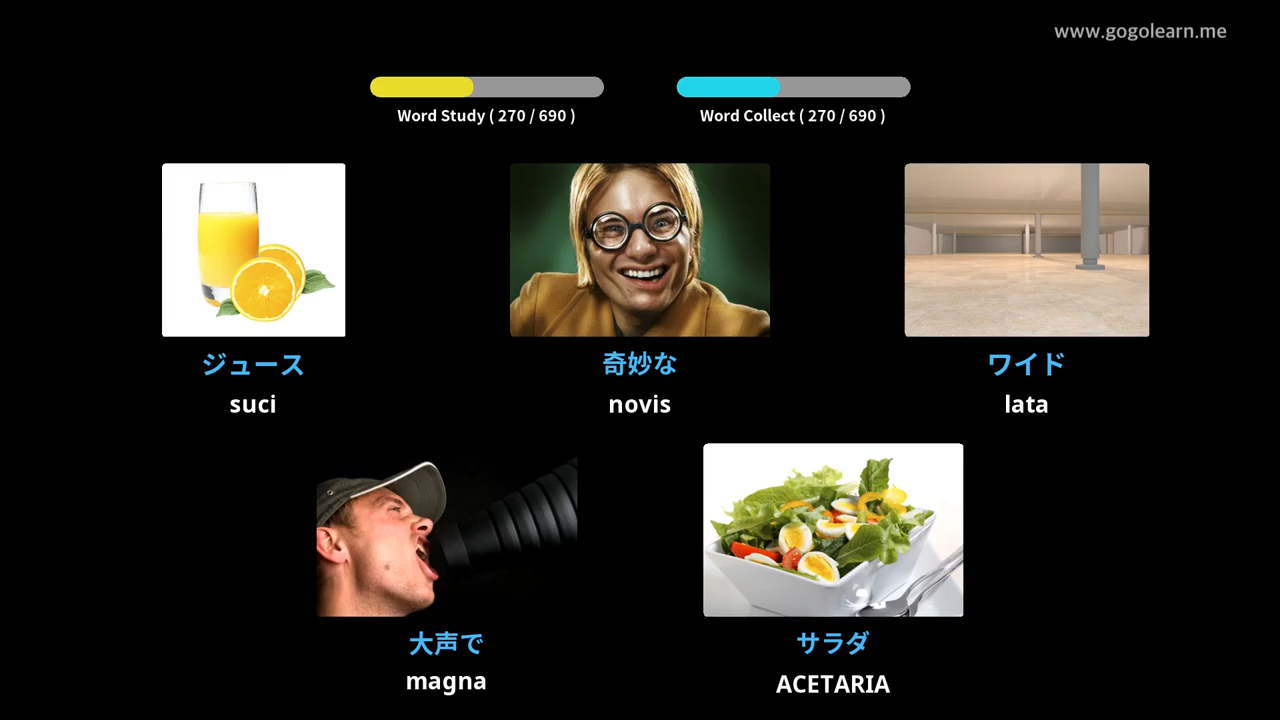 www.gogolearn.me
Word Study ( 270 / 690 )
Word Collect ( 270 / 690 )
ジュース
suci
奇妙な
novis
ワイド
lata
大声で
magna
サラダ
ACETARIA